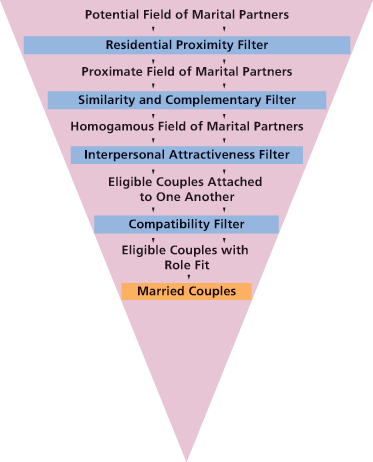 Potential Field of Marital Partners
Residential Proximity Filter
Proximate Field of Marital Partners
Similarity and Complementary Filter
Homogamous Field of Marital Partners
Interpersonal Attractiveness Filter
Eligible Couples Attached
to One Another
Compatibility Filter
Eligible Couples with
Role Fit
Married Couples